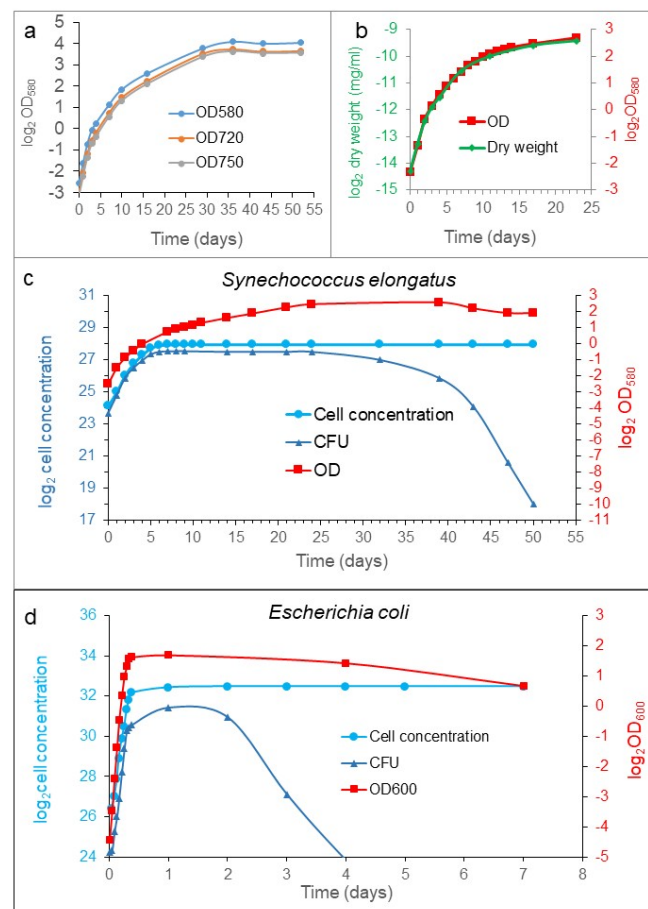 a
5
4
3
2
1
0
-1
-2
-3
log2 OD580
OD580
OD720
OD750
0 5 10 15 20 25 30 35 40 45 50 55
Time (days)
b
-9
-10
-11
-12
-13
-14
-15
log2 dry weight (mg/ml)
OD
Dry weight
3
2
1
0
-1
-2
-3
log2OD580
0 5 10 15 20 25
Time (days)
c
Synechococcus elongatus
31
29
27
25
23
21
19
17
log2 cell concentration
Cell concentration
CFU
OD
3
2
1
0
-1
-2
-3
-4
-5
-6
-7
-8
-9
-10
-11
log2 OD580
0 5 10 15 20 25 30 35 40 45 50 55
Time (days)
d
Escherichia coli
36
34
32
30
28
26
24
log2cell concentration
Cell concentration
CFU
OD600
3
2
1
0
-1
-2
-3
-4
-5
log2OD600
0 1 2 3 4 5 6 7 8
Time (days)